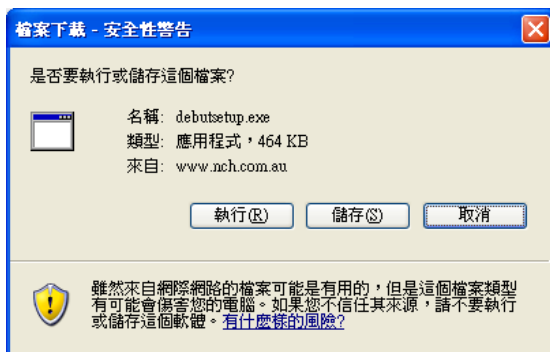 檔案下載 - 安全性警告
是否要執行或儲存這個檔案?
名稱: debutsetup.exe
類型: 應用程式,464 KB
來自: www.nch.com.au
執行(R) 儲存(S) 取消
雖然來自網際網路的檔案可能是有用的,但是這個檔案類型
有可能會傷害您的電腦。如果您不信任其來源,請不要執行
或儲存這個軟體。有什麼樣的風險?